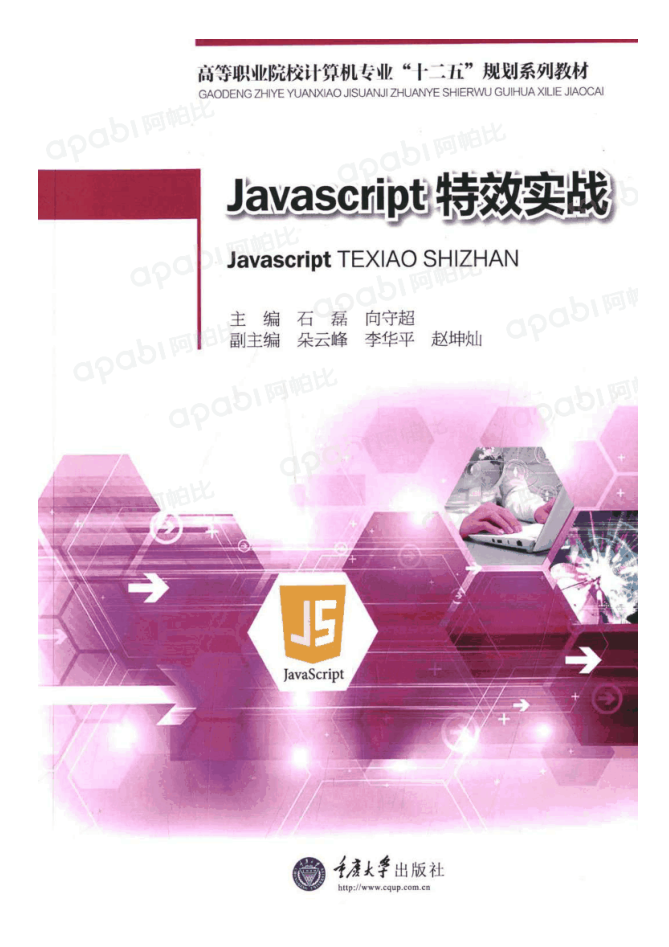 高等职业院校计算机专业“十二五”规划系列教材
GAODENG ZHIYE YUANXIAO JISUANJI ZHUANYE SHIERWU GUIHUA XILIE JIAOCAI
Javascript 特效实战
Javascript TEXIAO SHIZHAN
主 编 石 磊 向守超
副主编 朵云峰 李华平 赵坤灿
JS
JavaScript
重庆大学出版社
http://www.cqup.com.cn
apabi 阿帕比